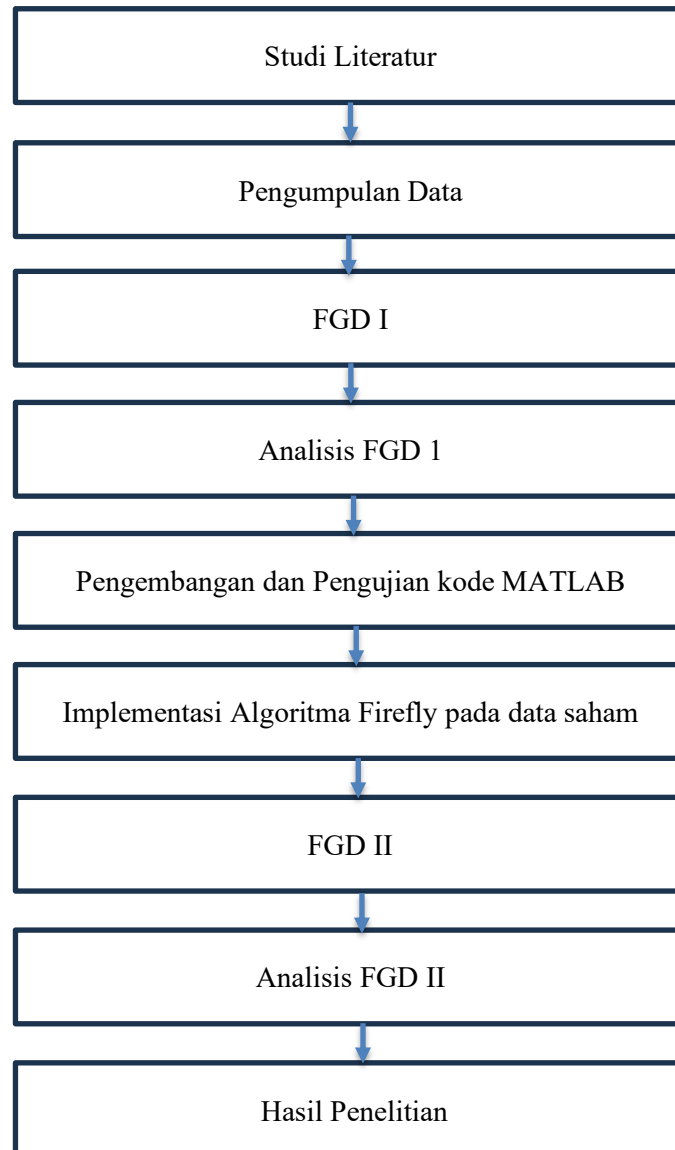 Studi Literatur
Pengumpulan Data
FGD I
Analisis FGD 1
Pengembangan dan Pengujian kode MATLAB
Implementasi Algoritma Firefly pada data saham
FGD II
Analisis FGD II
Hasil Penelitian